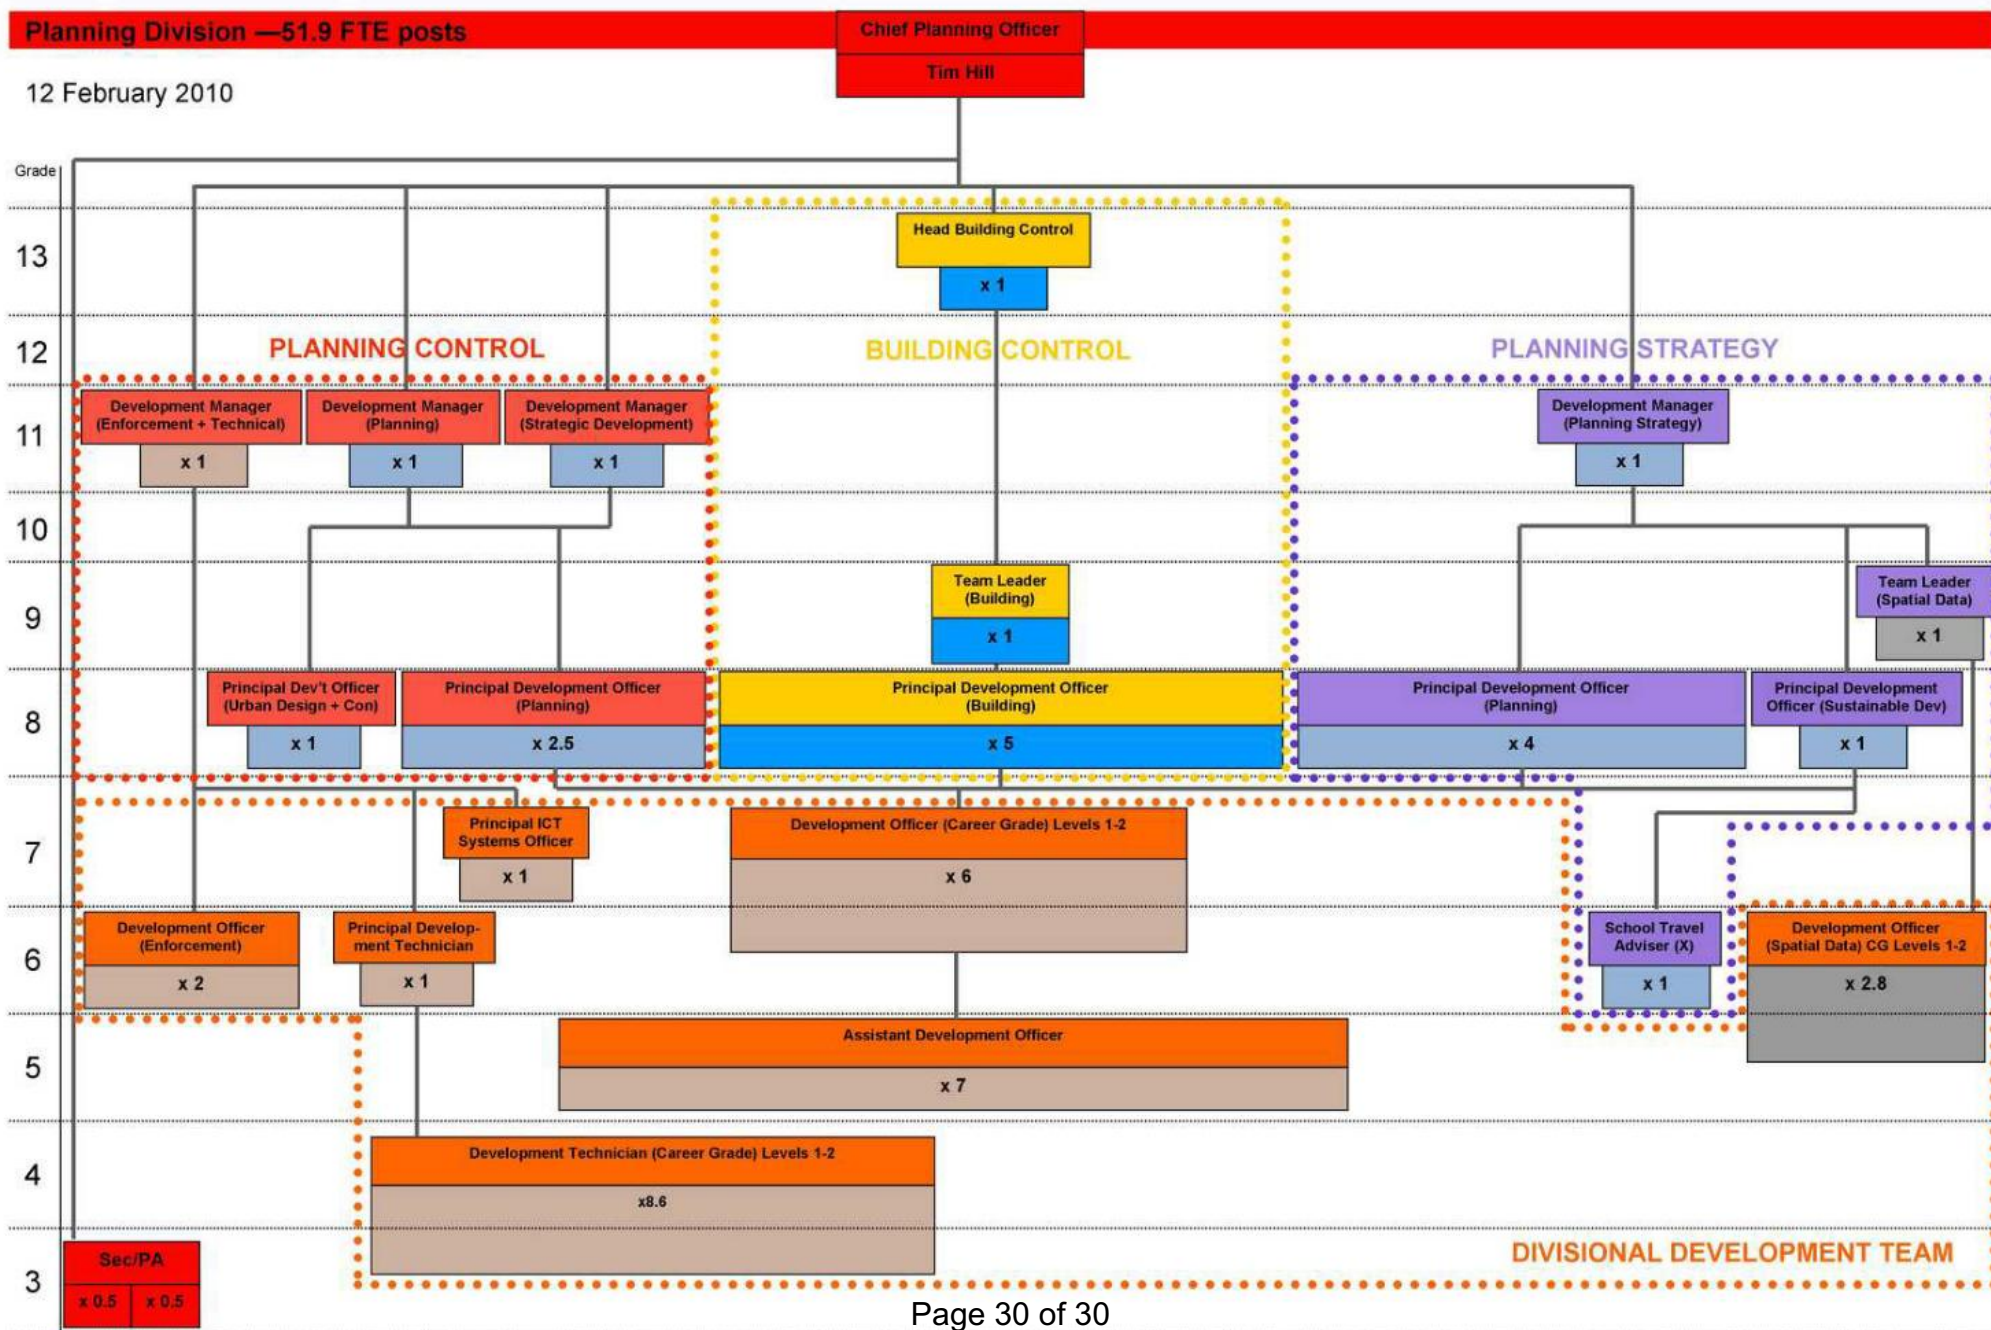 Planning Division —51.9 FTE posts
Chief Planning Officer
Tim Hill
12 February 2010
Grade
13
Head Building Control
x 1
12
PLANNING CONTROL
BUILDING CONTROL
PLANNING STRATEGY
11
Development Manager
(Enforcement + Technical)
x 1
Development Manager
(Planning)
x 1
Development Manager
(Strategic Development)
x 1
Development Manager
(Planning Strategy)
x 1
10
9
Team Leader
(Building)
x 1
Team Leader
(Spatial Data)
x 1
8
Principal Dev't Officer
(Urban Design + Con)
x 1
Principal Development Officer
(Planning)
x 2.5
Principal Development Officer
(Building)
x 5
Principal Development Officer
(Planning)
x 4
Principal Development
Officer (Sustainable Dev)
x 1
7
Principal ICT
Systems Officer
x 1
Development Officer (Career Grade) Levels 1-2
x 6
6
Development Officer
(Enforcement)
x 2
Principal Develop-
ment Technician
x 1
School Travel
Adviser (X)
x 1
Development Officer
(Spatial Data) CG Levels 1-2
x 2.8
5
Assistant Development Officer
x 7
4
Development Technician (Career Grade) Levels 1-2
x8.6
3
Sec/PA
x 0.5
x 0.5
DIVISIONAL DEVELOPMENT TEAM
Page 30 of 30